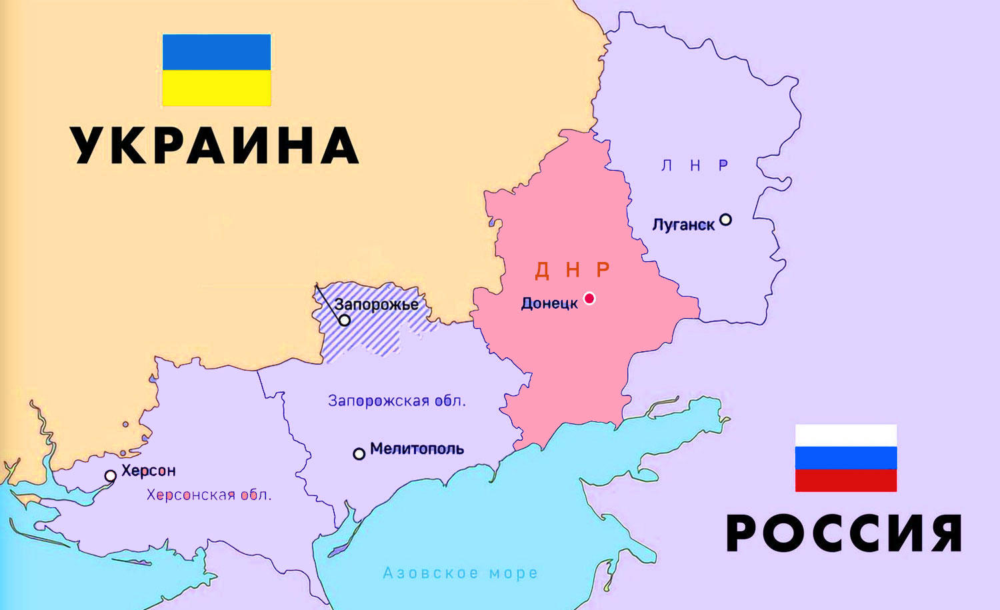 УКРАИНА
Л Н Р
Луганск
Д Н Р
Донецк
Запорожье
Запорожская обл.
Мелитополь
Херсон
Херсонская обл.
РОССИЯ
Азовское море